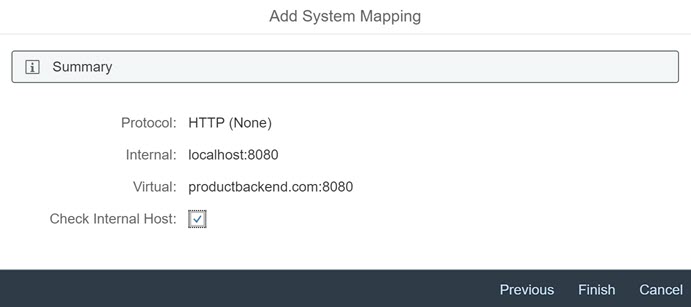 Add System Mapping
Summary
Protocol: HTTP (None)
Internal: localhost:8080
Virtual: productbackend.com:8080
Check Internal Host:
Previous Finish Cancel